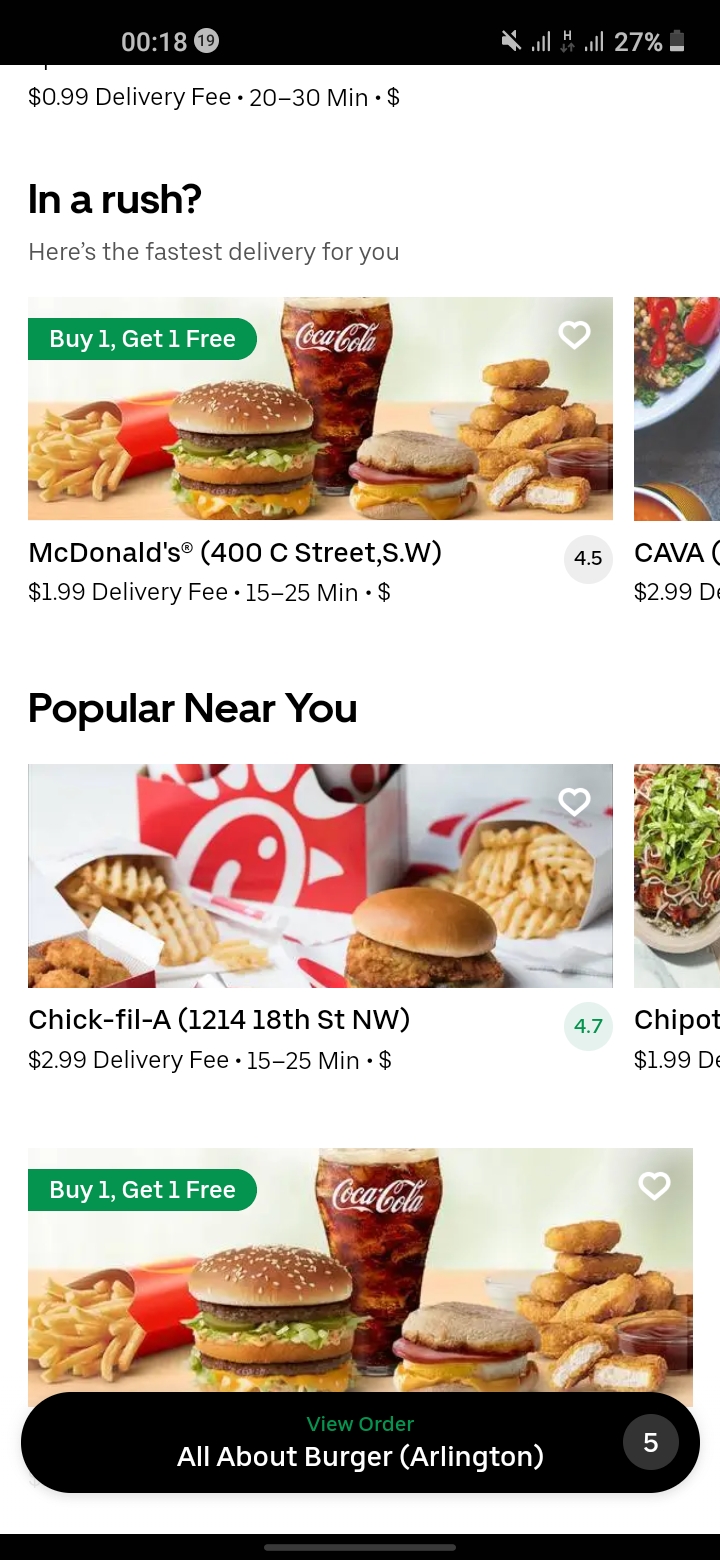 00:18 19 H 27%
$0.99 Delivery Fee • 20–30 Min • $
In a rush?
Here's the fastest delivery for you
Buy 1, Get 1 Free
Coca-Cola
McDonald's® (400 C Street,S.W)
4.5
$1.99 Delivery Fee • 15–25 Min • $
CAVA (
$2.99 De
Popular Near You
Chick-fil-A (1214 18th St NW)
4.7
$2.99 Delivery Fee • 15–25 Min • $
Chipot
$1.99 De
Buy 1, Get 1 Free
Coca-Cola
View Order
All About Burger (Arlington)
5